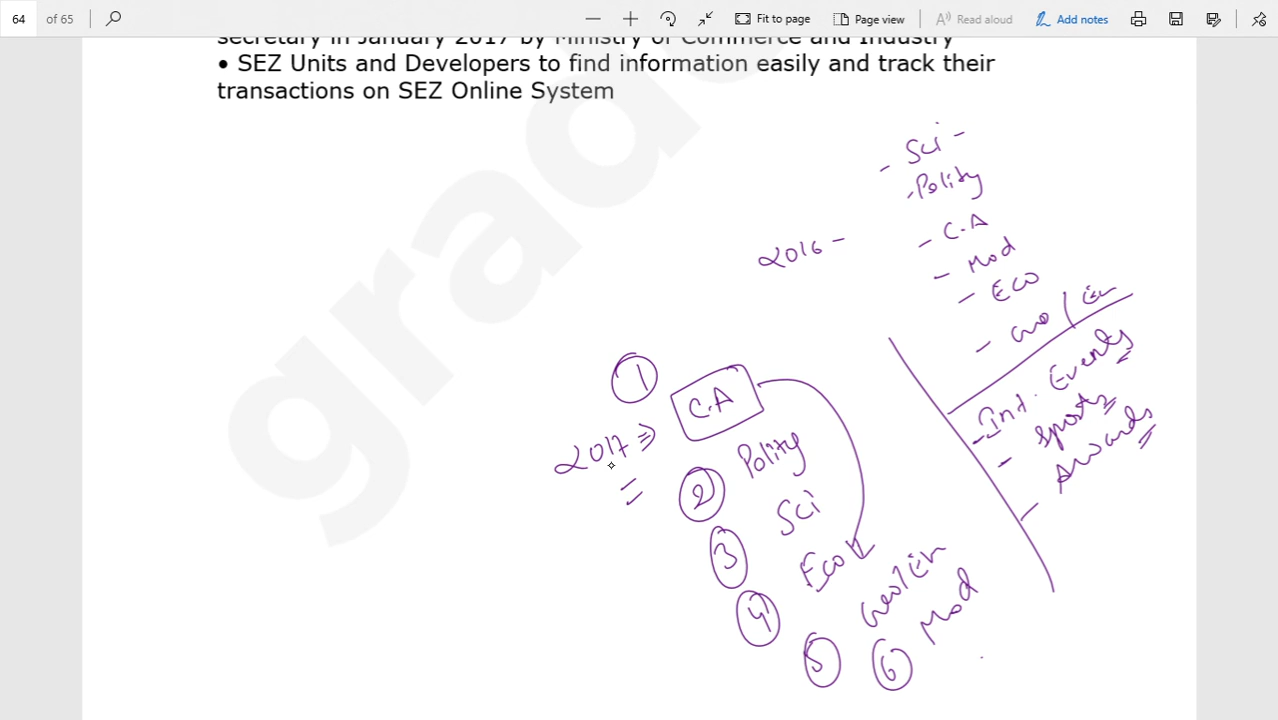 64 of 65 Fit to page Page view Read aloud Add notes
secretary in January 2017 by Ministry of Commerce and Industry
• SEZ Units and Developers to find information easily and track their
transactions on SEZ Online System
- Sci -
- Polity
2016 -
- C.A
- Mod
- Eco
- Geo / En
- Int. Events
- Sports
- Awards
1 C.A
2017 ⇒
2 Polity
3 Sci
4 Eco
5 Geo/En
6 Mod
grade